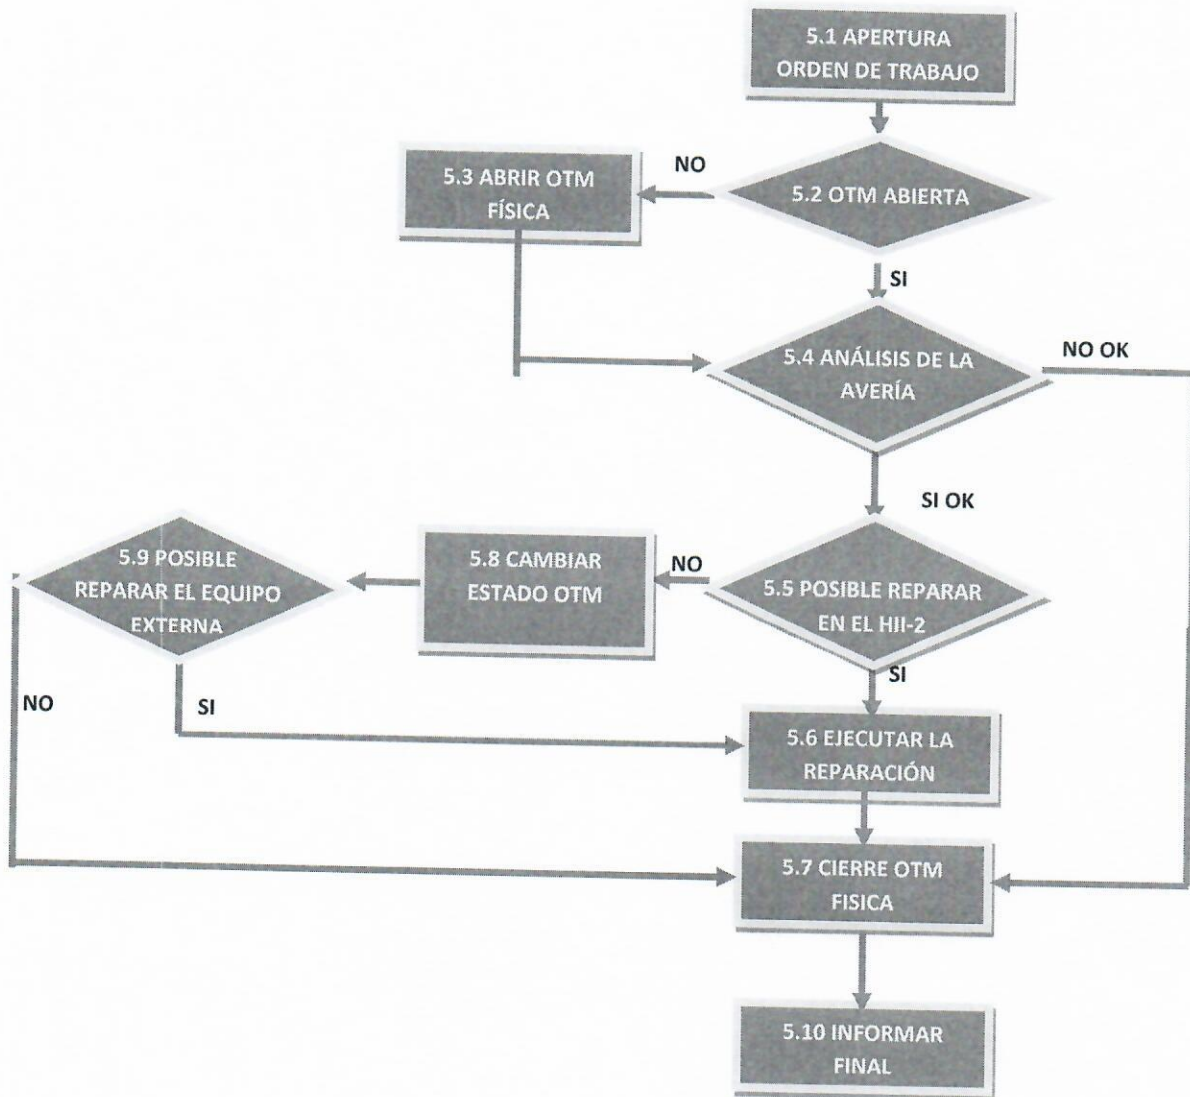 5.1 APERTURA
ORDEN DE TRABAJO
NO
5.3 ABRIR OTM
FÍSICA
5.2 OTM ABIERTA
SI
5.4 ANÁLISIS DE LA
AVERÍA
NO OK
SI OK
5.9 POSIBLE
REPARAR EL EQUIPO
EXTERNA
5.8 CAMBIAR
ESTADO OTM
NO
5.5 POSIBLE REPARAR
EN EL HII-2
SI
NO
SI
5.6 EJECUTAR LA
REPARACIÓN
5.7 CIERRE OTM
FISICA
5.10 INFORMAR
FINAL